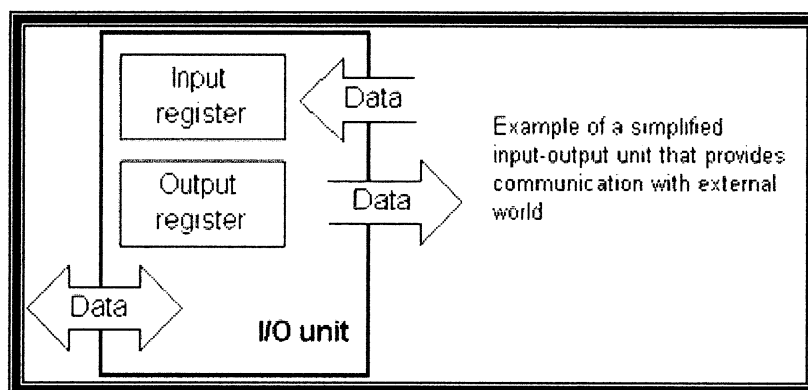 Input
register
Data
Output
register
Data
Data
I/O unit
Example of a simplified
input-output unit that provides
communication with external
world